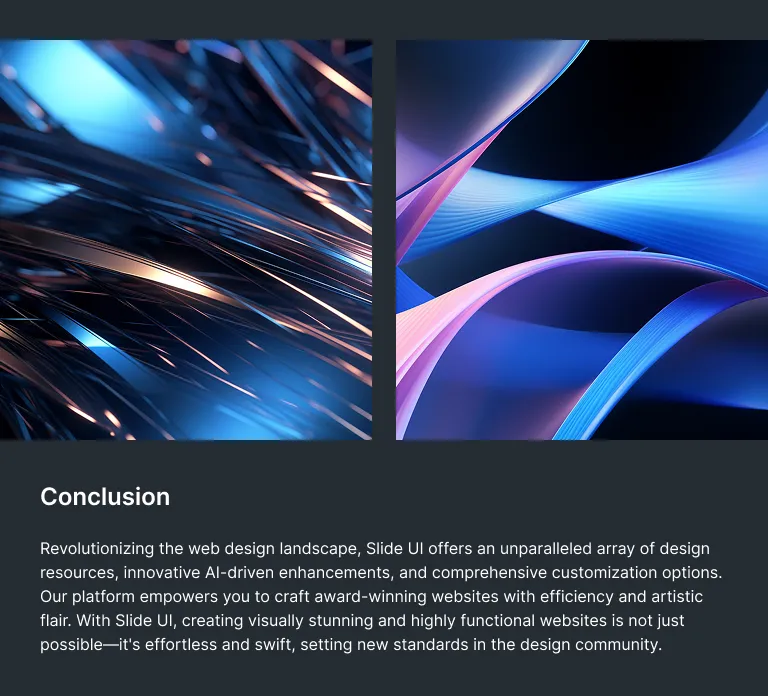 Conclusion
Revolutionizing the web design landscape, Slide UI offers an unparalleled array of design
resources, innovative AI-driven enhancements, and comprehensive customization options.
Our platform empowers you to craft award-winning websites with efficiency and artistic
flair. With Slide UI, creating visually stunning and highly functional websites is not just
possible—it's effortless and swift, setting new standards in the design community.